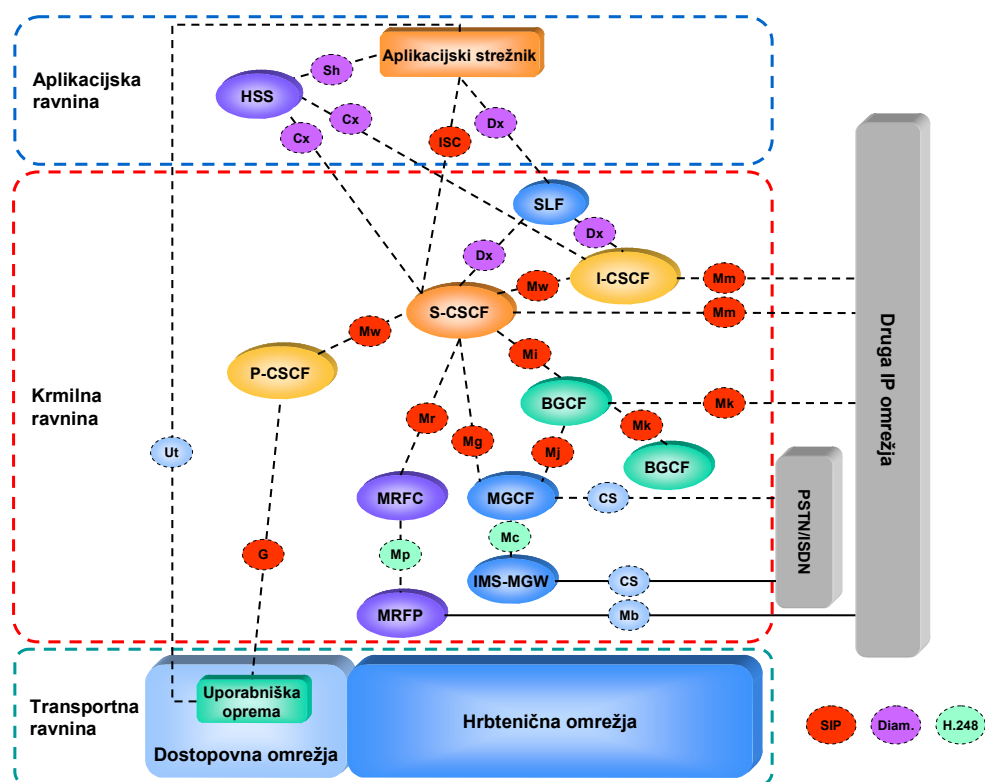 Aplikacijski strežnik
Aplikacijska
ravnina
Sh
HSS
Cx
Cx
Dx
ISC
SLF
Dx
Dx
I-CSCF
Mm
Mw
S-CSCF
Mm
Mw
Mi
P-CSCF
Krmilna
ravnina
BGCF
Mk
Mr
Mk
Mg
Mj
Ut
BGCF
MRFC
MGCF
CS
G
Mp
Mc
IMS-MGW
CS
MRFP
Mb
Druga IP omrežja
PSTN/ISDN
Transportna
ravnina
Uporabniška
oprema
Dostopovna omrežja
Hrbtenična omrežja
SIP
Diam.
H.248